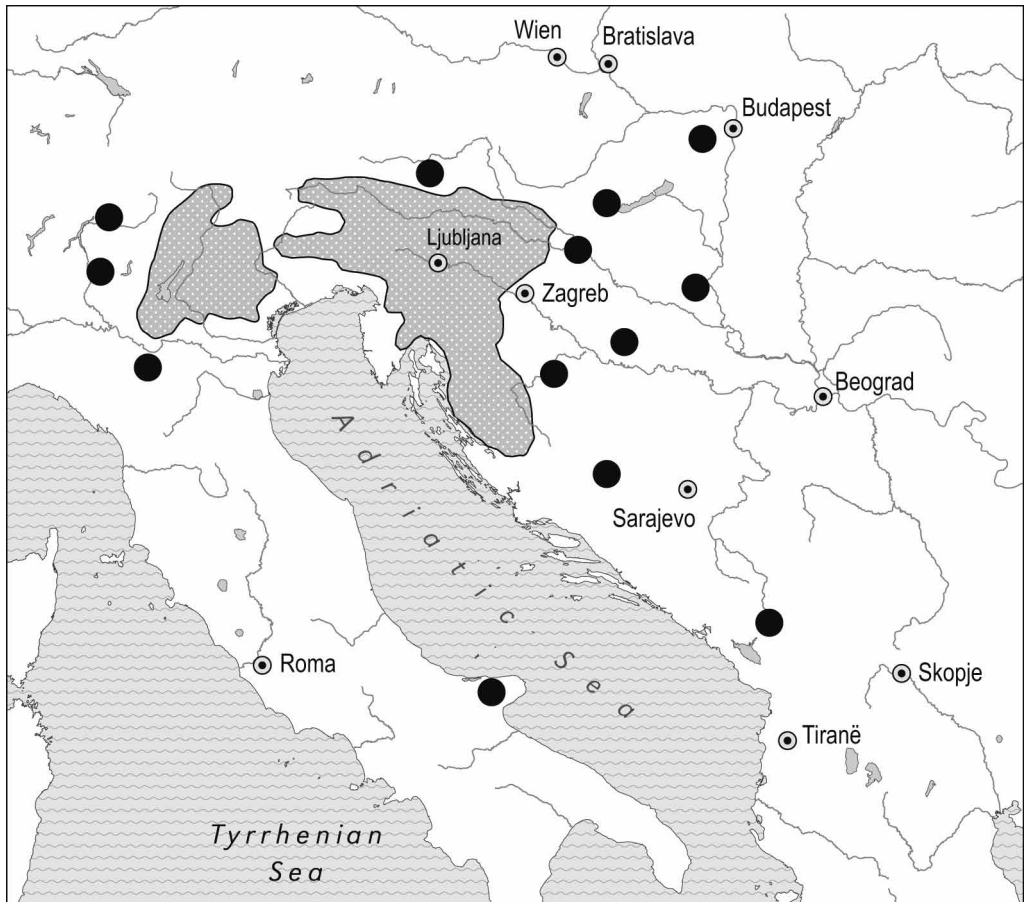 Wien
Bratislava
Budapest
Ljubljana
Zagreb
Beograd
Sarajevo
Adriatic Sea
Roma
Skopje
Tiranë
Tyrrhenian
Sea